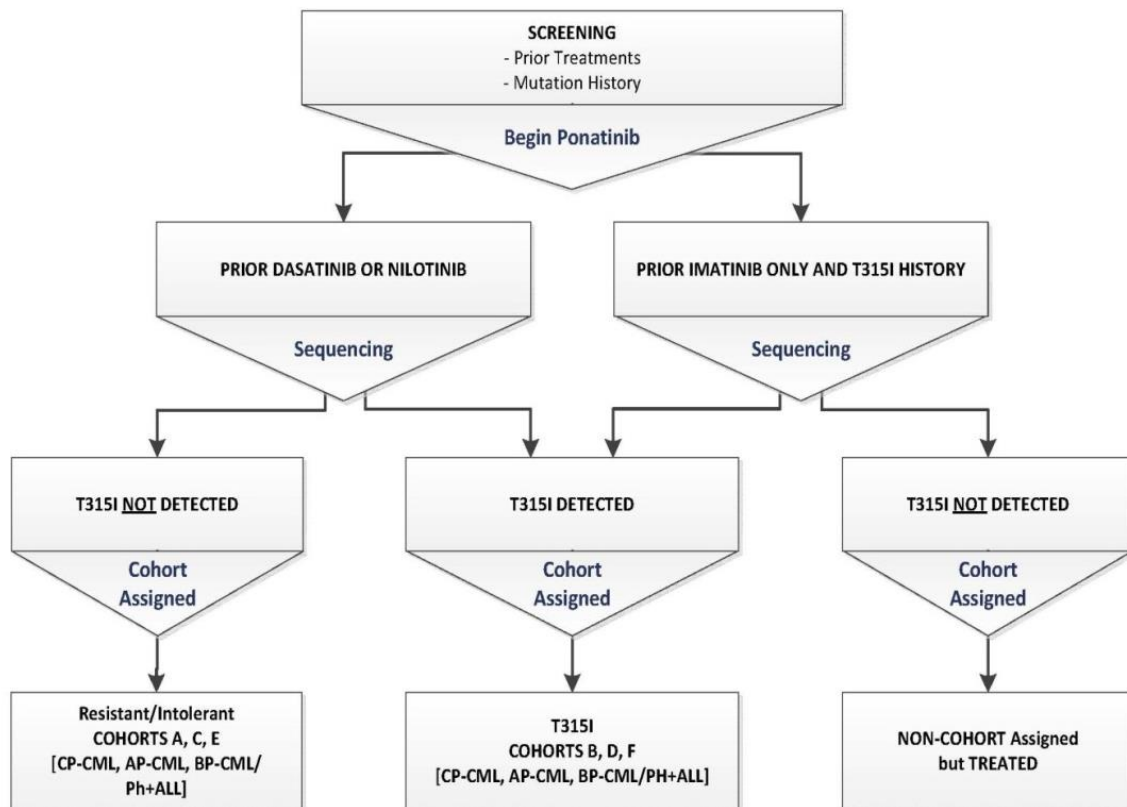 SCREENING
- Prior Treatments
- Mutation History
Begin Ponatinib
PRIOR DASATINIB OR NILOTINIB
Sequencing
PRIOR IMATINIB ONLY AND T315I HISTORY
Sequencing
T315I NOT DETECTED
Cohort
Assigned
T315I DETECTED
Cohort
Assigned
T315I NOT DETECTED
Cohort
Assigned
Resistant/Intolerant
COHORTS A, C, E
[CP-CML, AP-CML, BP-CML/
Ph+ALL]
T315I
COHORTS B, D, F
[CP-CML, AP-CML, BP-CML/PH+ALL]
NON-COHORT Assigned
but TREATED